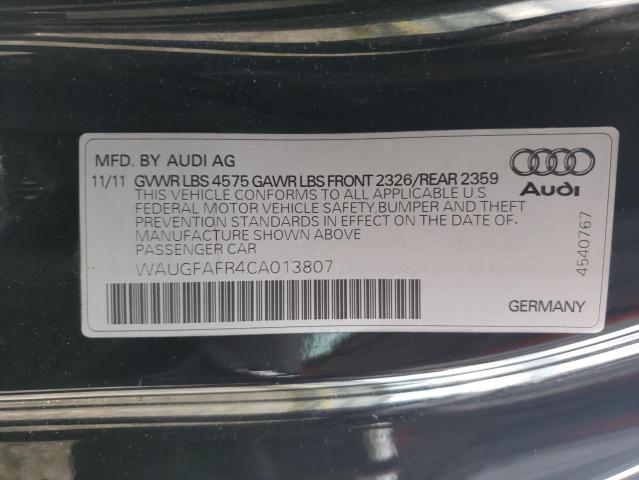 MFD. BY AUDI AG
11/11 GVWR LBS 4575 GAWR LBS FRONT 2326/REAR 2359
THIS VEHICLE CONFORMS TO ALL APPLICABLE U S
FEDERAL MOTOR VEHICLE SAFETY,BUMPER AND THEFT
PREVENTION STANDARDS IN EFFECT ON THE DATE OF
MANUFACTURE SHOWN ABOVE
PASSENGER CAR
WAUGFAFR4CA013807
Audi
4540767
GERMANY